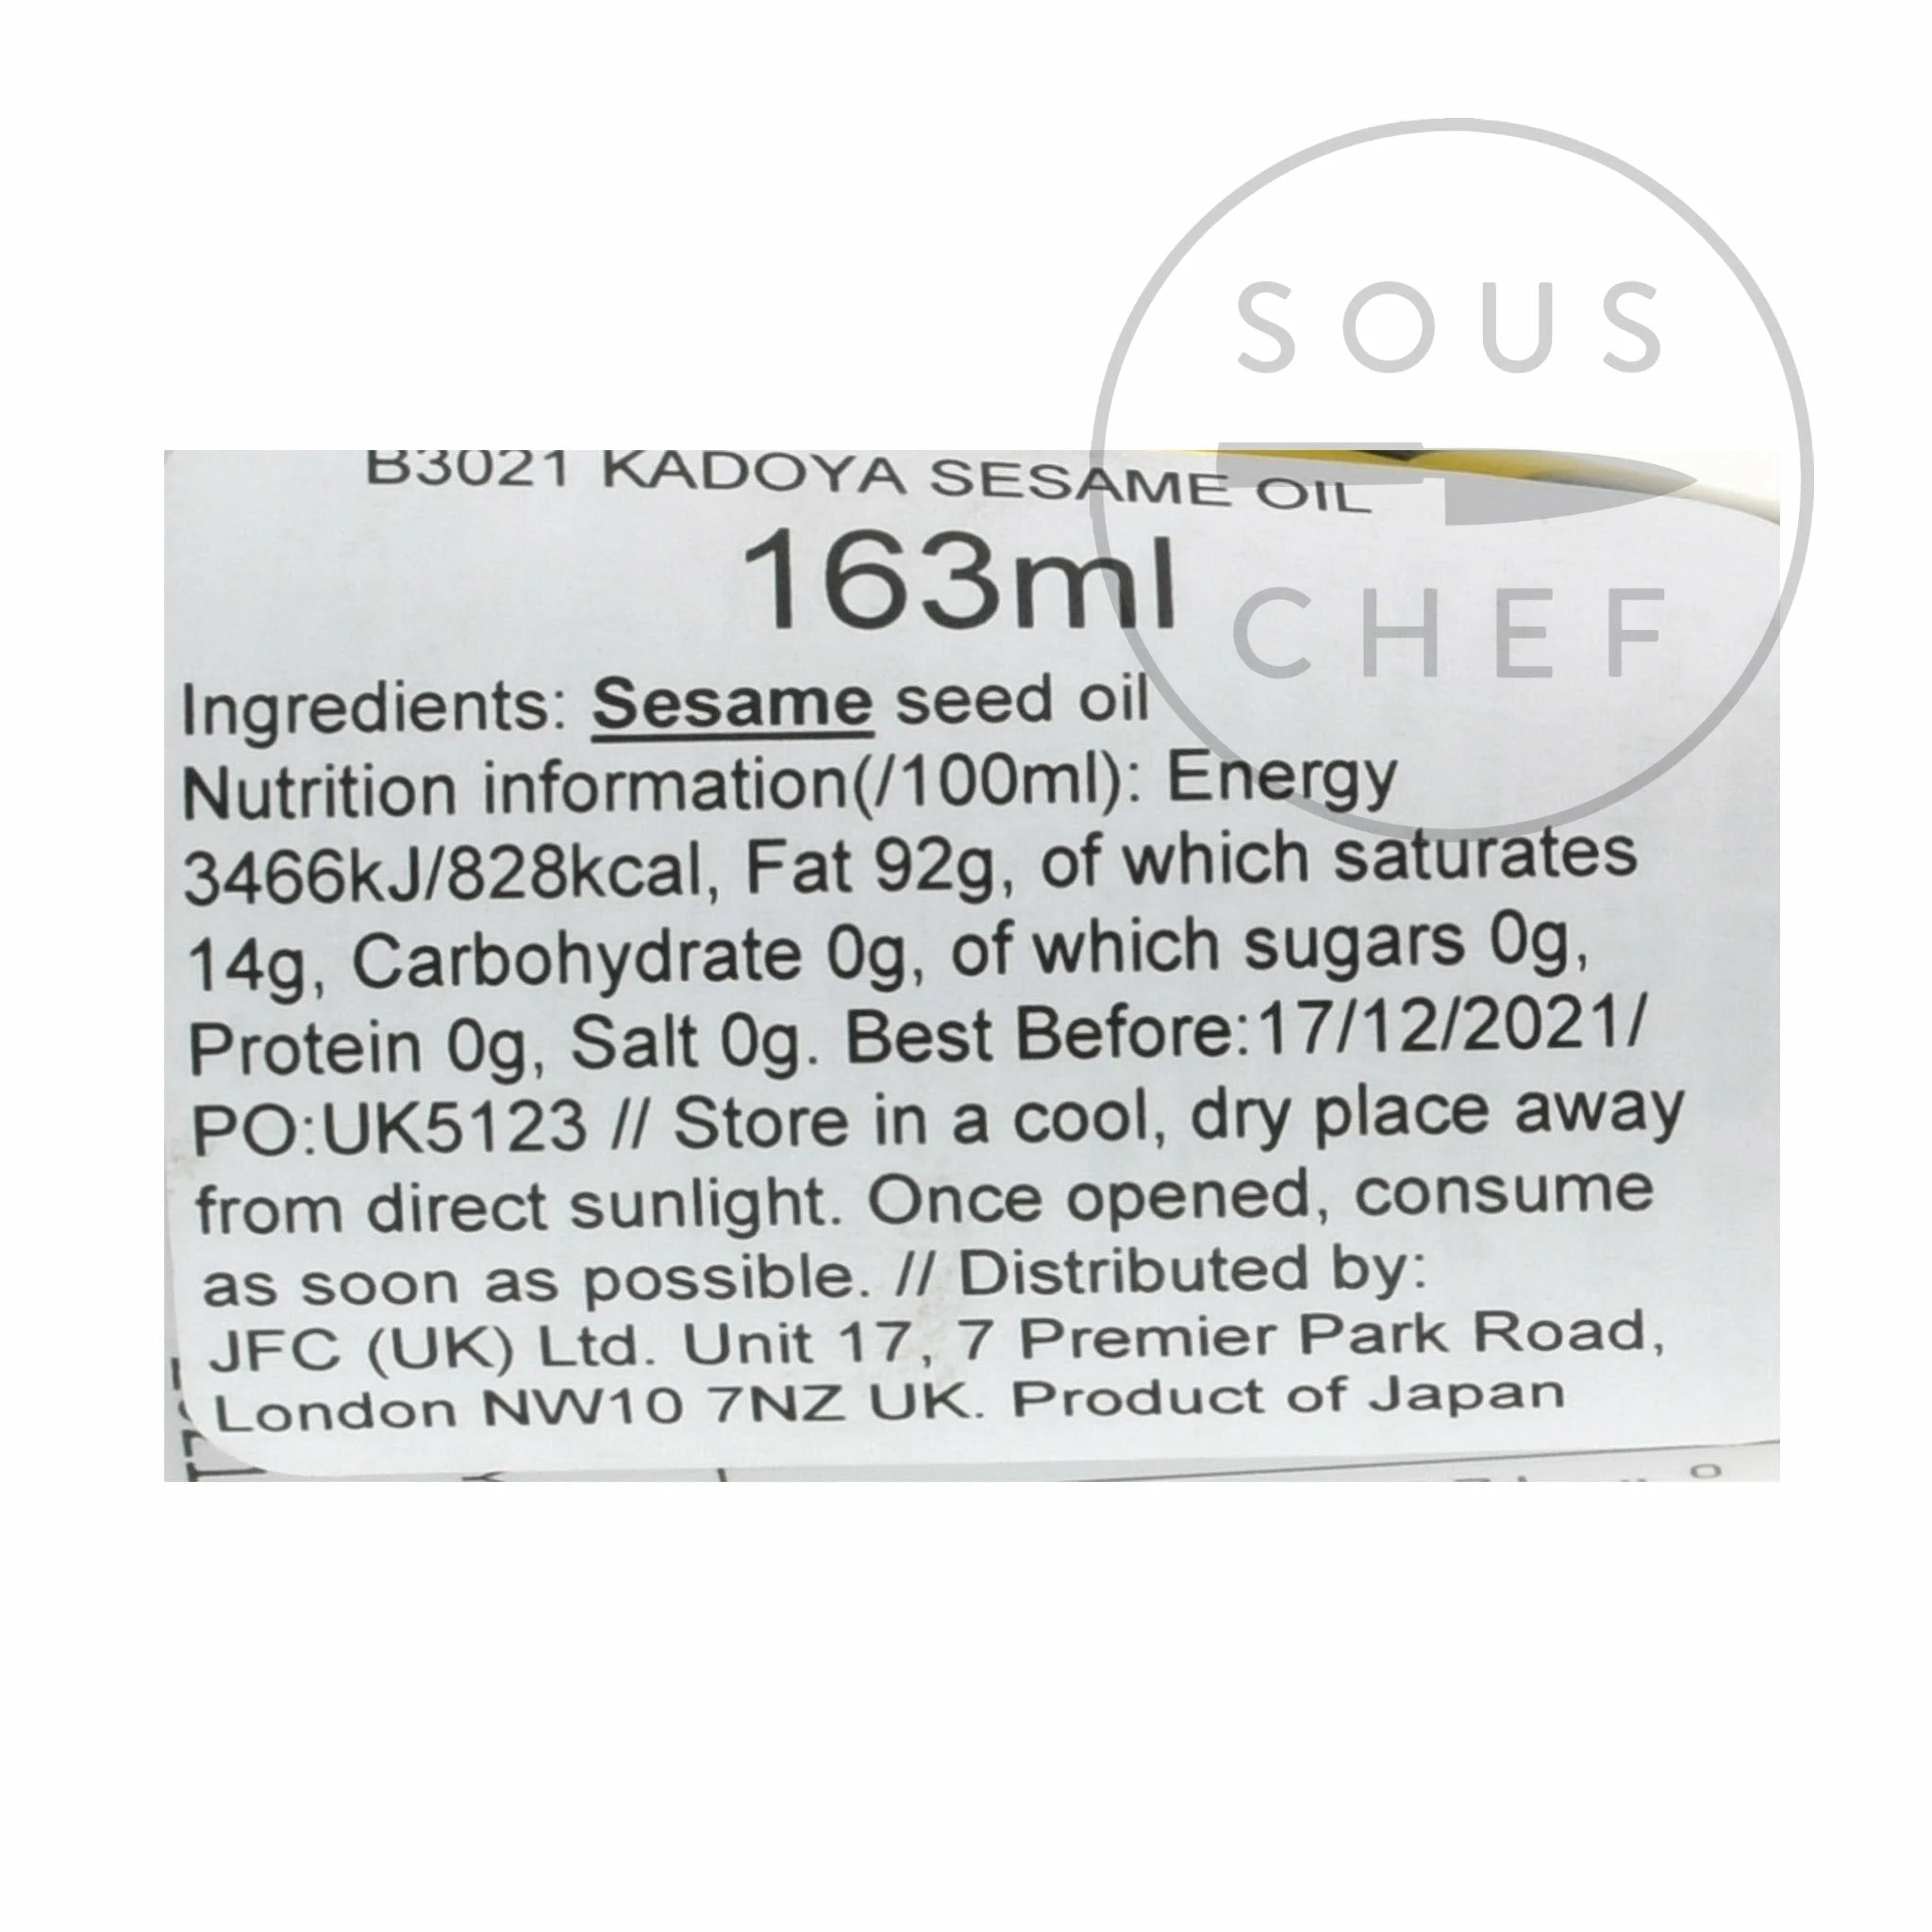 SOUS
CHEF
B3021 KADOYA SESAME OIL
163ml
Ingredients: Sesame seed oil
Nutrition information(/100ml): Energy
3466kJ/828kcal, Fat 92g, of which saturates
14g, Carbohydrate 0g, of which sugars 0g,
Protein 0g, Salt 0g. Best Before:17/12/2021/
PO:UK5123 // Store in a cool, dry place away
from direct sunlight. Once opened, consume
as soon as possible. // Distributed by:
JFC (UK) Ltd. Unit 17, 7 Premier Park Road,
London NW10 7NZ UK. Product of Japan